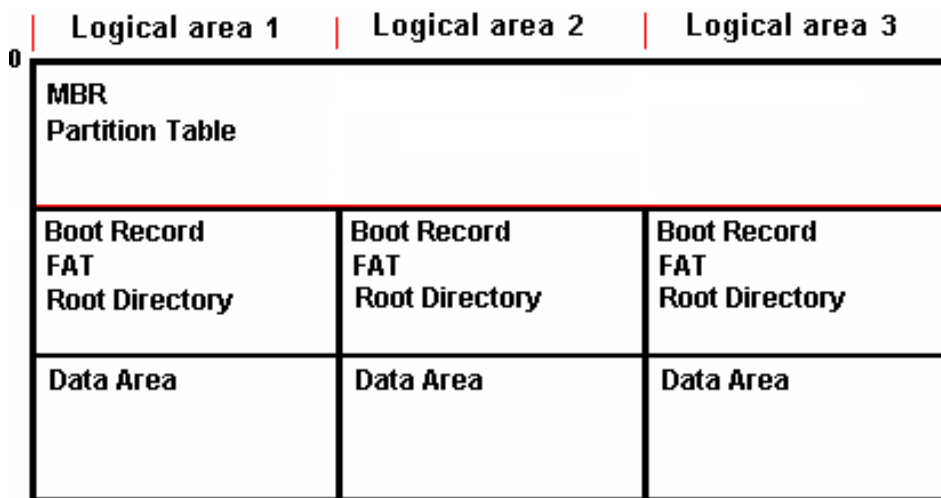 Logical area 1
Logical area 2
Logical area 3
0
MBR
Partition Table
Boot Record
FAT
Root Directory
Boot Record
FAT
Root Directory
Boot Record
FAT
Root Directory
Data Area
Data Area
Data Area